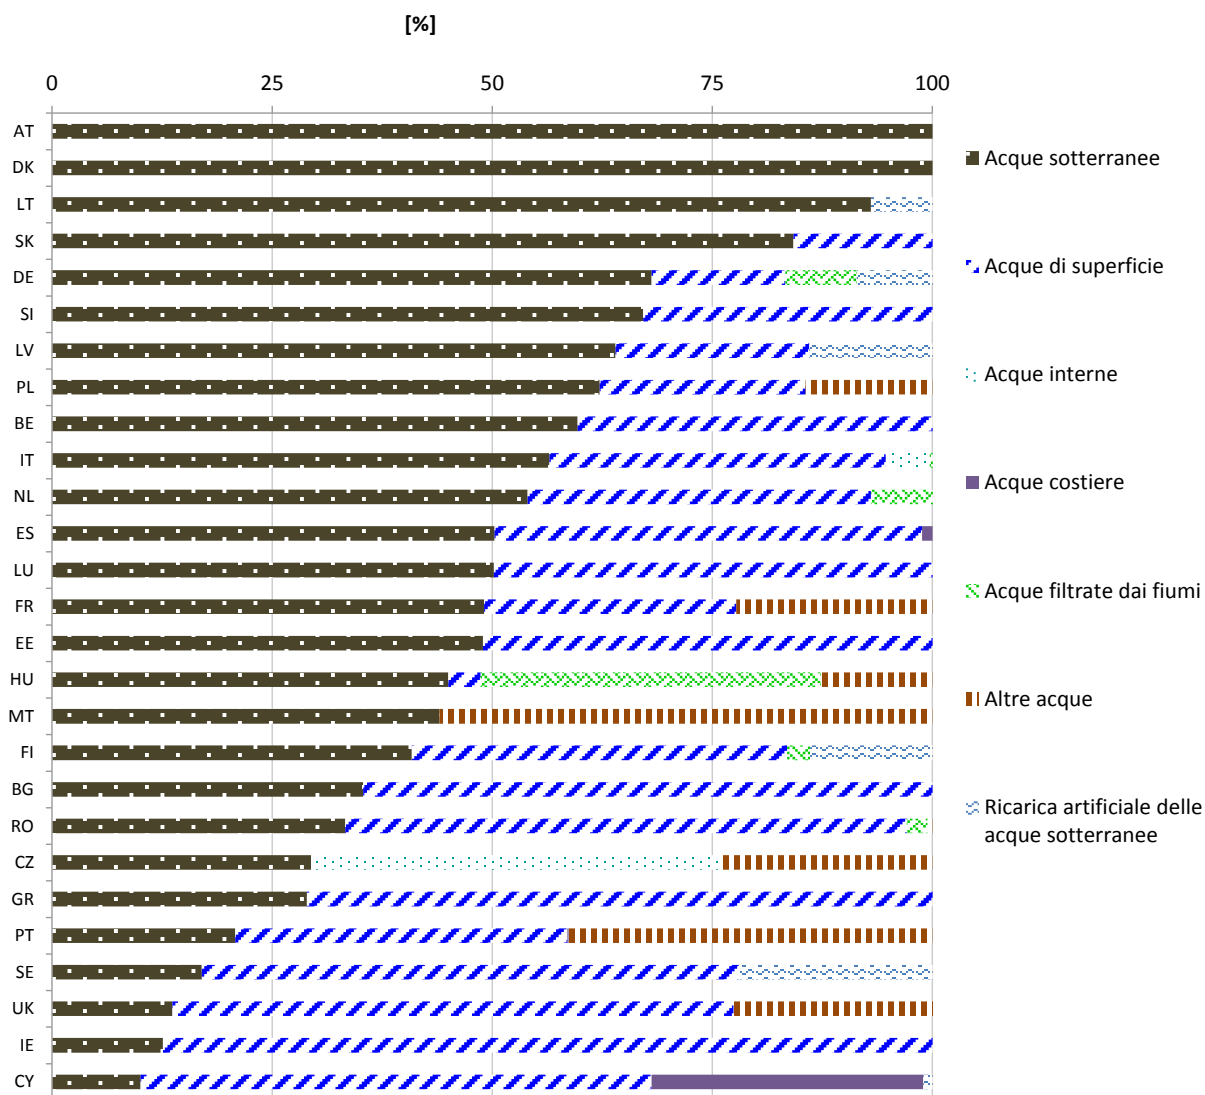 [%]
0 25 50 75 100
AT
DK
LT
SK
DE
SI
LV
PL
BE
IT
NL
ES
LU
FR
EE
HU
MT
FI
BG
RO
CZ
GR
PT
SE
UK
IE
CY
Acque sotterranee
Acque di superficie
Acque interne
Acque costiere
Acque filtrate dai fiumi
Altre acque
Ricarica artificiale delle
acque sotterranee